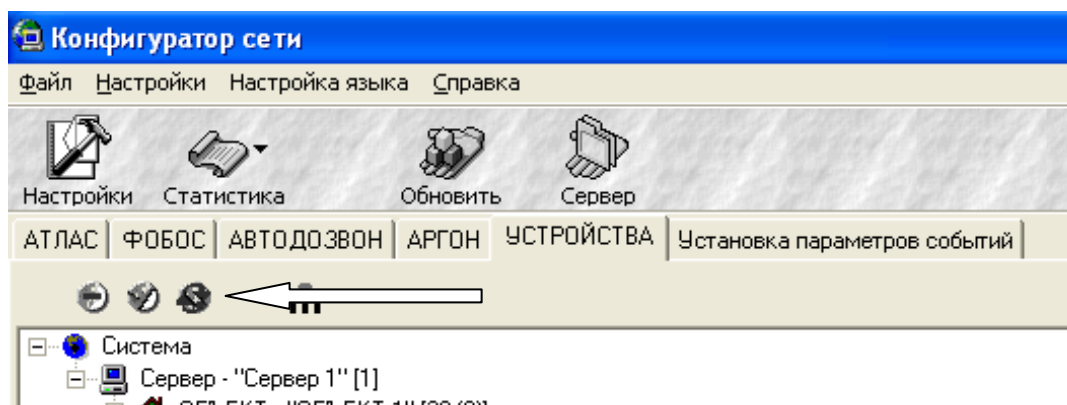 Конфигуратор сети
Файл Настройки Настройка языка Справка
Настройки Статистика Обновить Сервер
АТЛАС ФОБОС АВТОДОЗВОН АРГОН УСТРОЙСТВА Установка параметров событий
Система
Сервер - "Сервер 1" [1]